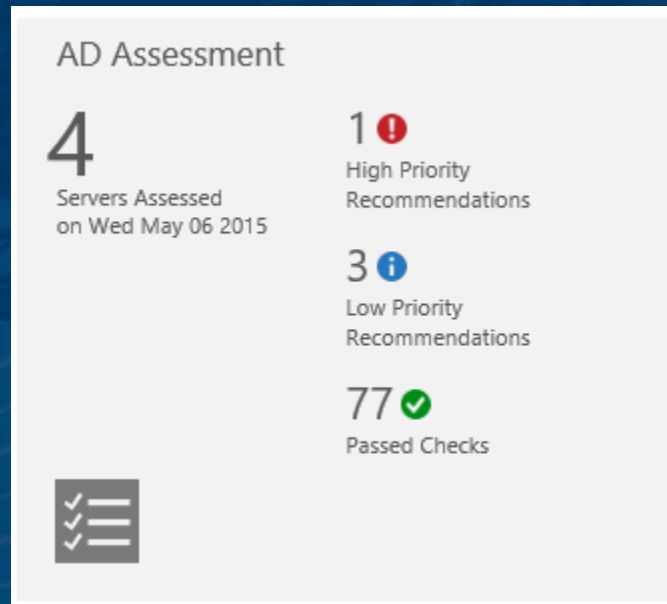 AD Assessment
4
Servers Assessed
on Wed May 06 2015
1
High Priority
Recommendations
3
Low Priority
Recommendations
77
Passed Checks